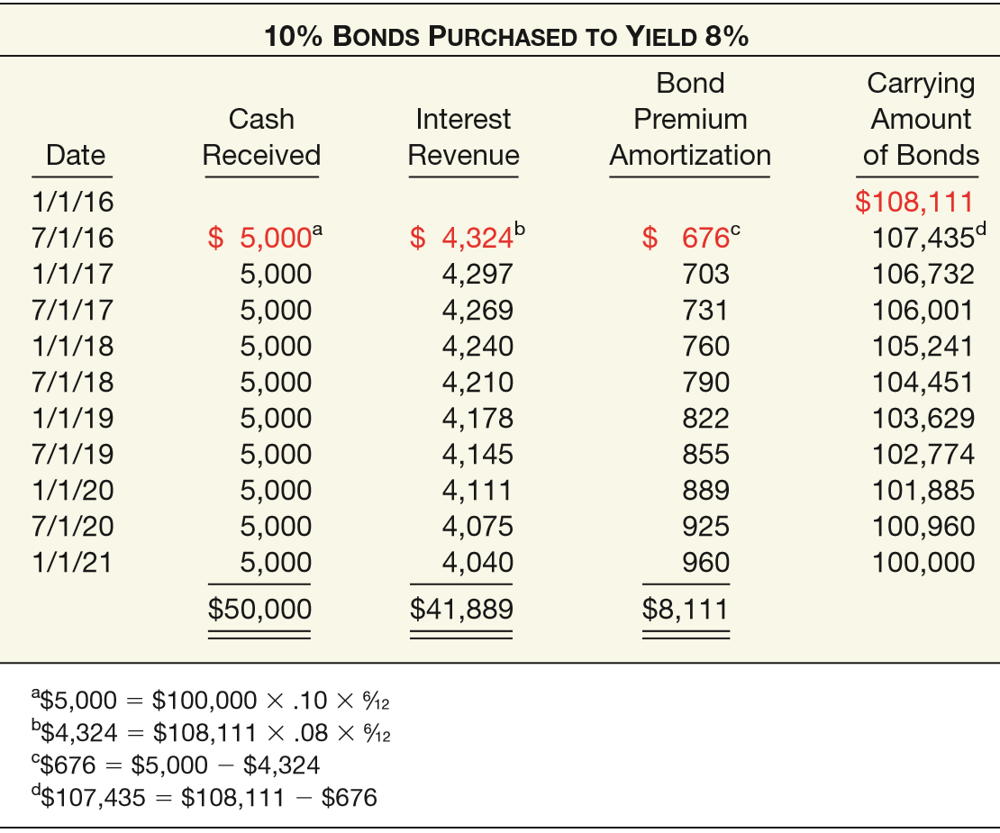 10% BONDS PURCHASED TO YIELD 8%
Bond Carrying
Cash Interest Premium Amount
Date Received Revenue Amortization of Bonds
1/1/16 $108,111
7/1/16 $ 5,000a $ 4,324b $ 676c 107,435d
1/1/17 5,000 4,297 703 106,732
7/1/17 5,000 4,269 731 106,001
1/1/18 5,000 4,240 760 105,241
7/1/18 5,000 4,210 790 104,451
1/1/19 5,000 4,178 822 103,629
7/1/19 5,000 4,145 855 102,774
1/1/20 5,000 4,111 889 101,885
7/1/20 5,000 4,075 925 100,960
1/1/21 5,000 4,040 960 100,000
$50,000 $41,889 $8,111
a$5,000 = $100,000 × .10 × 6/12
b$4,324 = $108,111 × .08 × 6/12
c$676 = $5,000 − $4,324
d$107,435 = $108,111 − $676